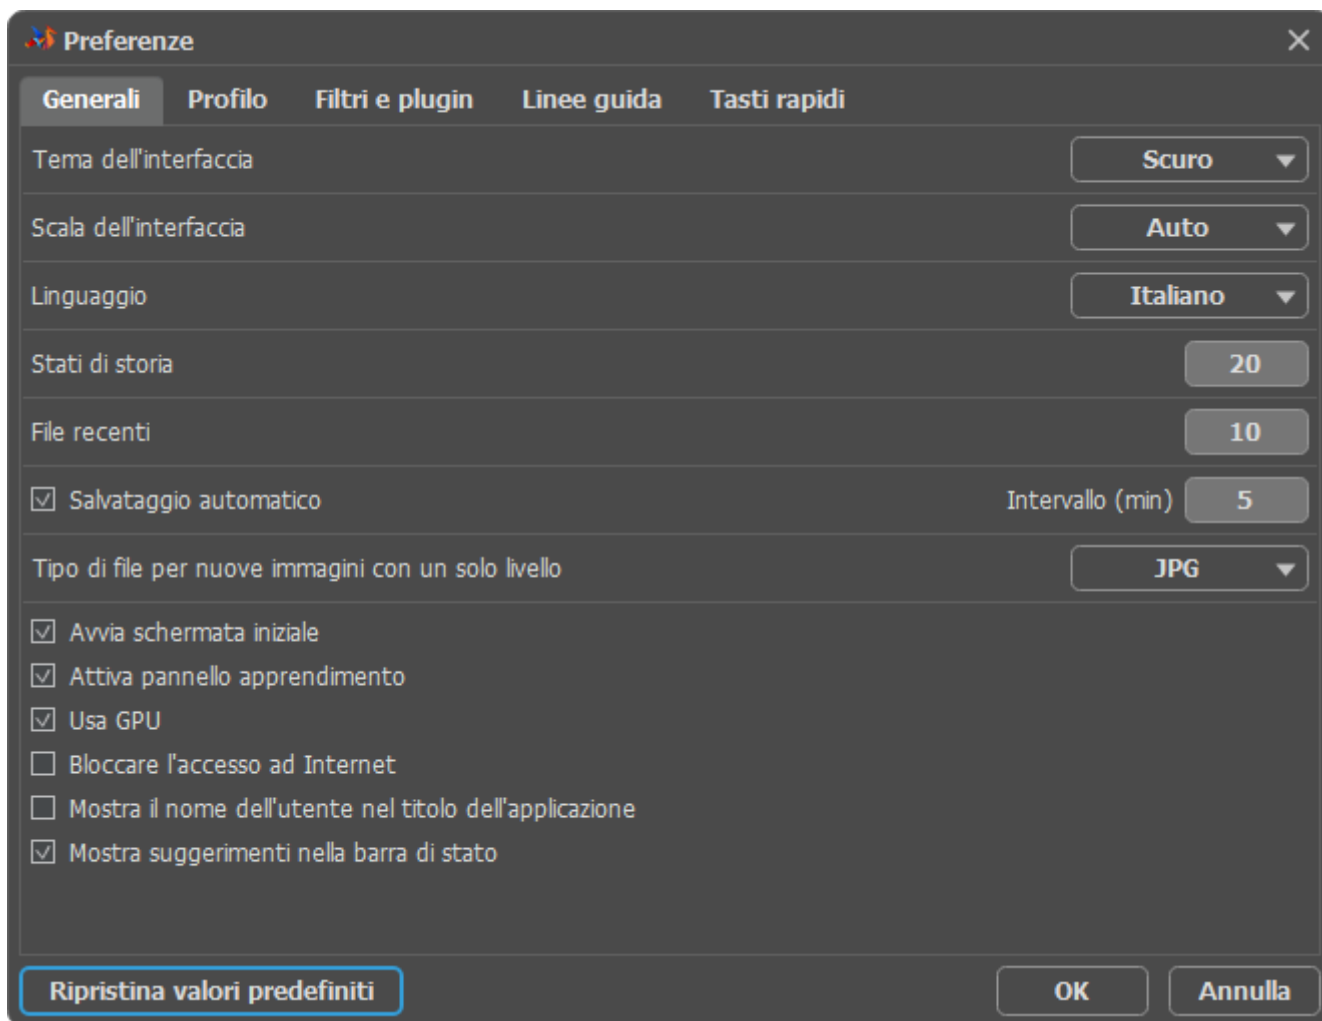 Preferenze
Generali Profilo Filtri e plugin Linee guida Tasti rapidi
Tema dell'interfaccia Scuro
Scala dell'interfaccia Auto
Linguaggio Italiano
Stati di storia 20
File recenti 10
Salvataggio automatico Intervallo (min) 5
Tipo di file per nuove immagini con un solo livello JPG
Avvia schermata iniziale
Attiva pannello apprendimento
Usa GPU
Bloccare l'accesso ad Internet
Mostra il nome dell'utente nel titolo dell'applicazione
Mostra suggerimenti nella barra di stato
Ripristina valori predefiniti OK Annulla